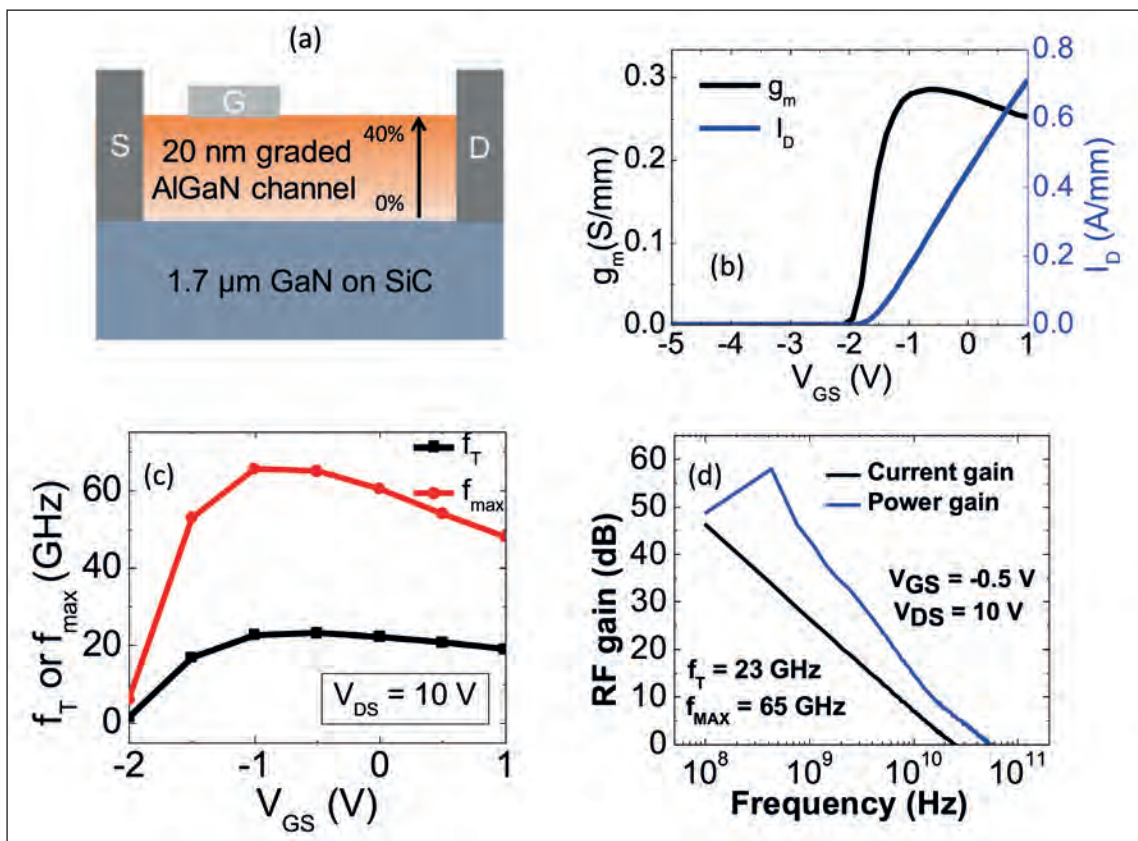 (a)
G
S
D
40%
20 nm graded
AlGaN channel
0%
1.7 µm GaN on SiC
0.3
0.2
0.1
0.0
g_m (S/mm)
g_m
I_D
(b)
0.8
0.6
0.4
0.2
0.0
I_D (A/mm)
-5 -4 -3 -2 -1 0 1
V_GS (V)
(c)
f_T
f_max
60
40
20
0
f_T or f_max (GHz)
V_DS = 10 V
-2 -1 0 1
V_GS (V)
(d)
Current gain
Power gain
60
50
40
30
20
10
0
RF gain (dB)
V_GS = -0.5 V
V_DS = 10 V
f_T = 23 GHz
f_MAX = 65 GHz
10^8 10^9 10^10 10^11
Frequency (Hz)